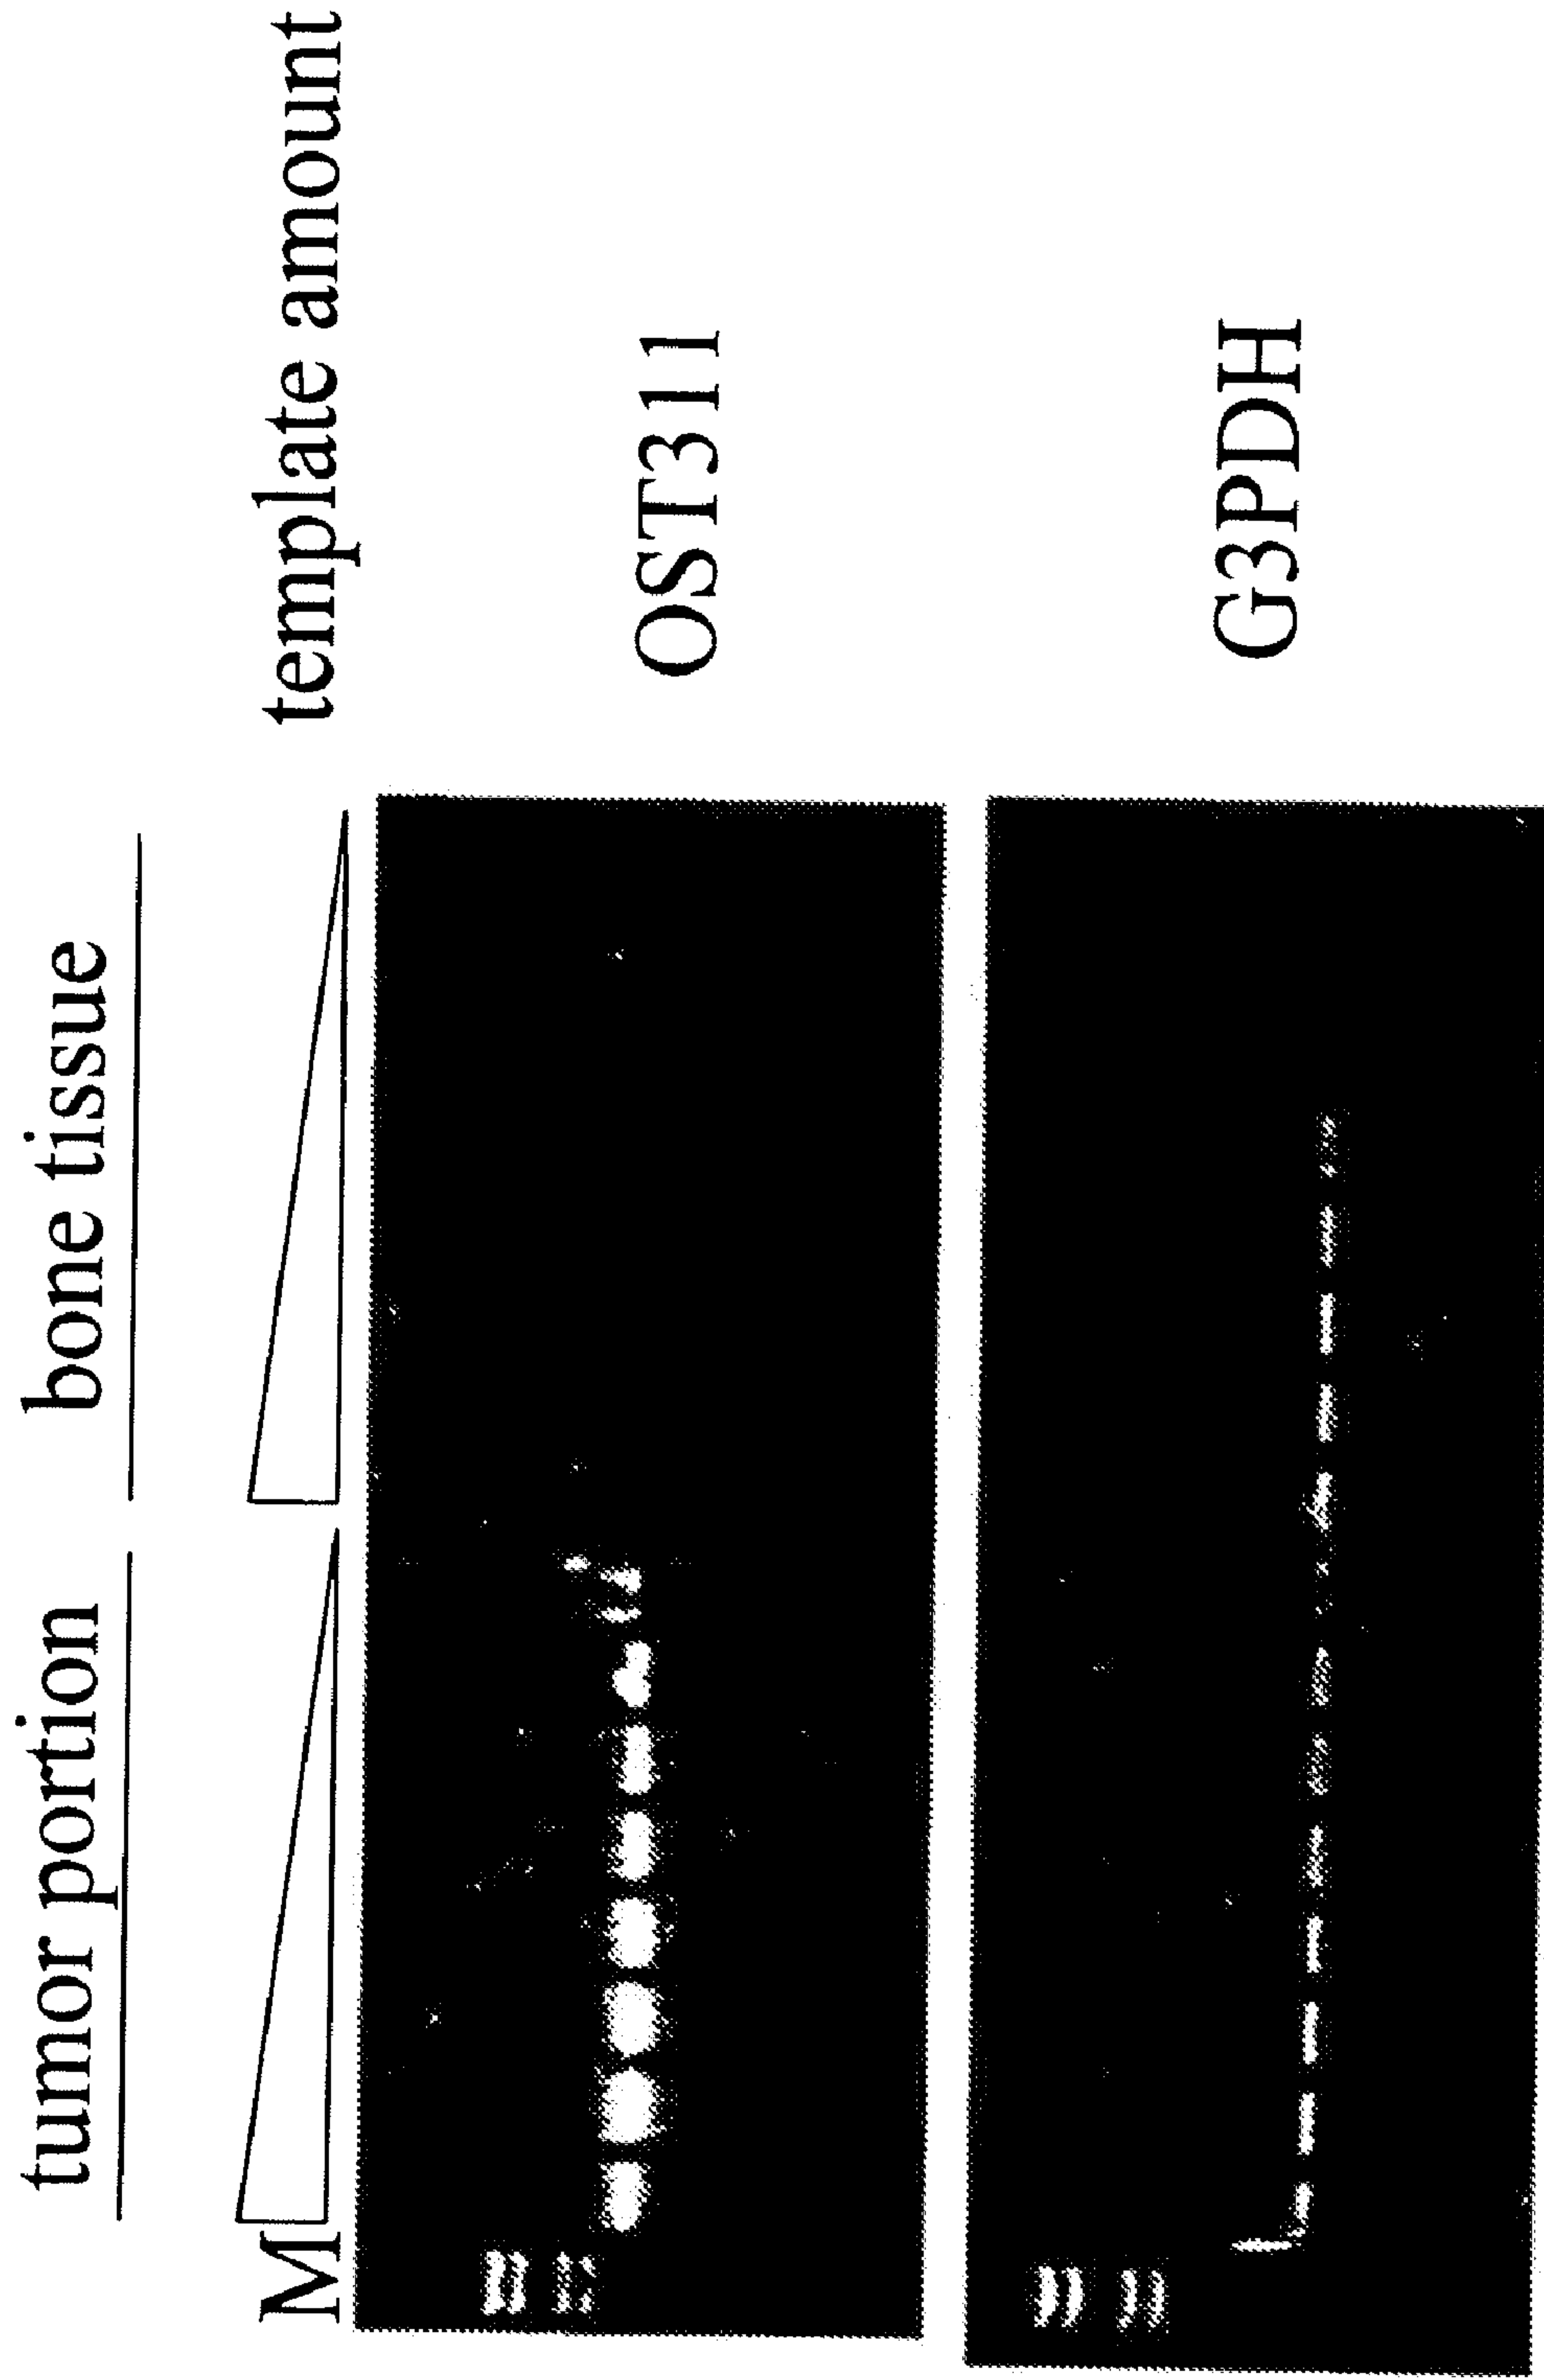 tumor portion
bone tissue
M
template amount
OST311
G3PDH